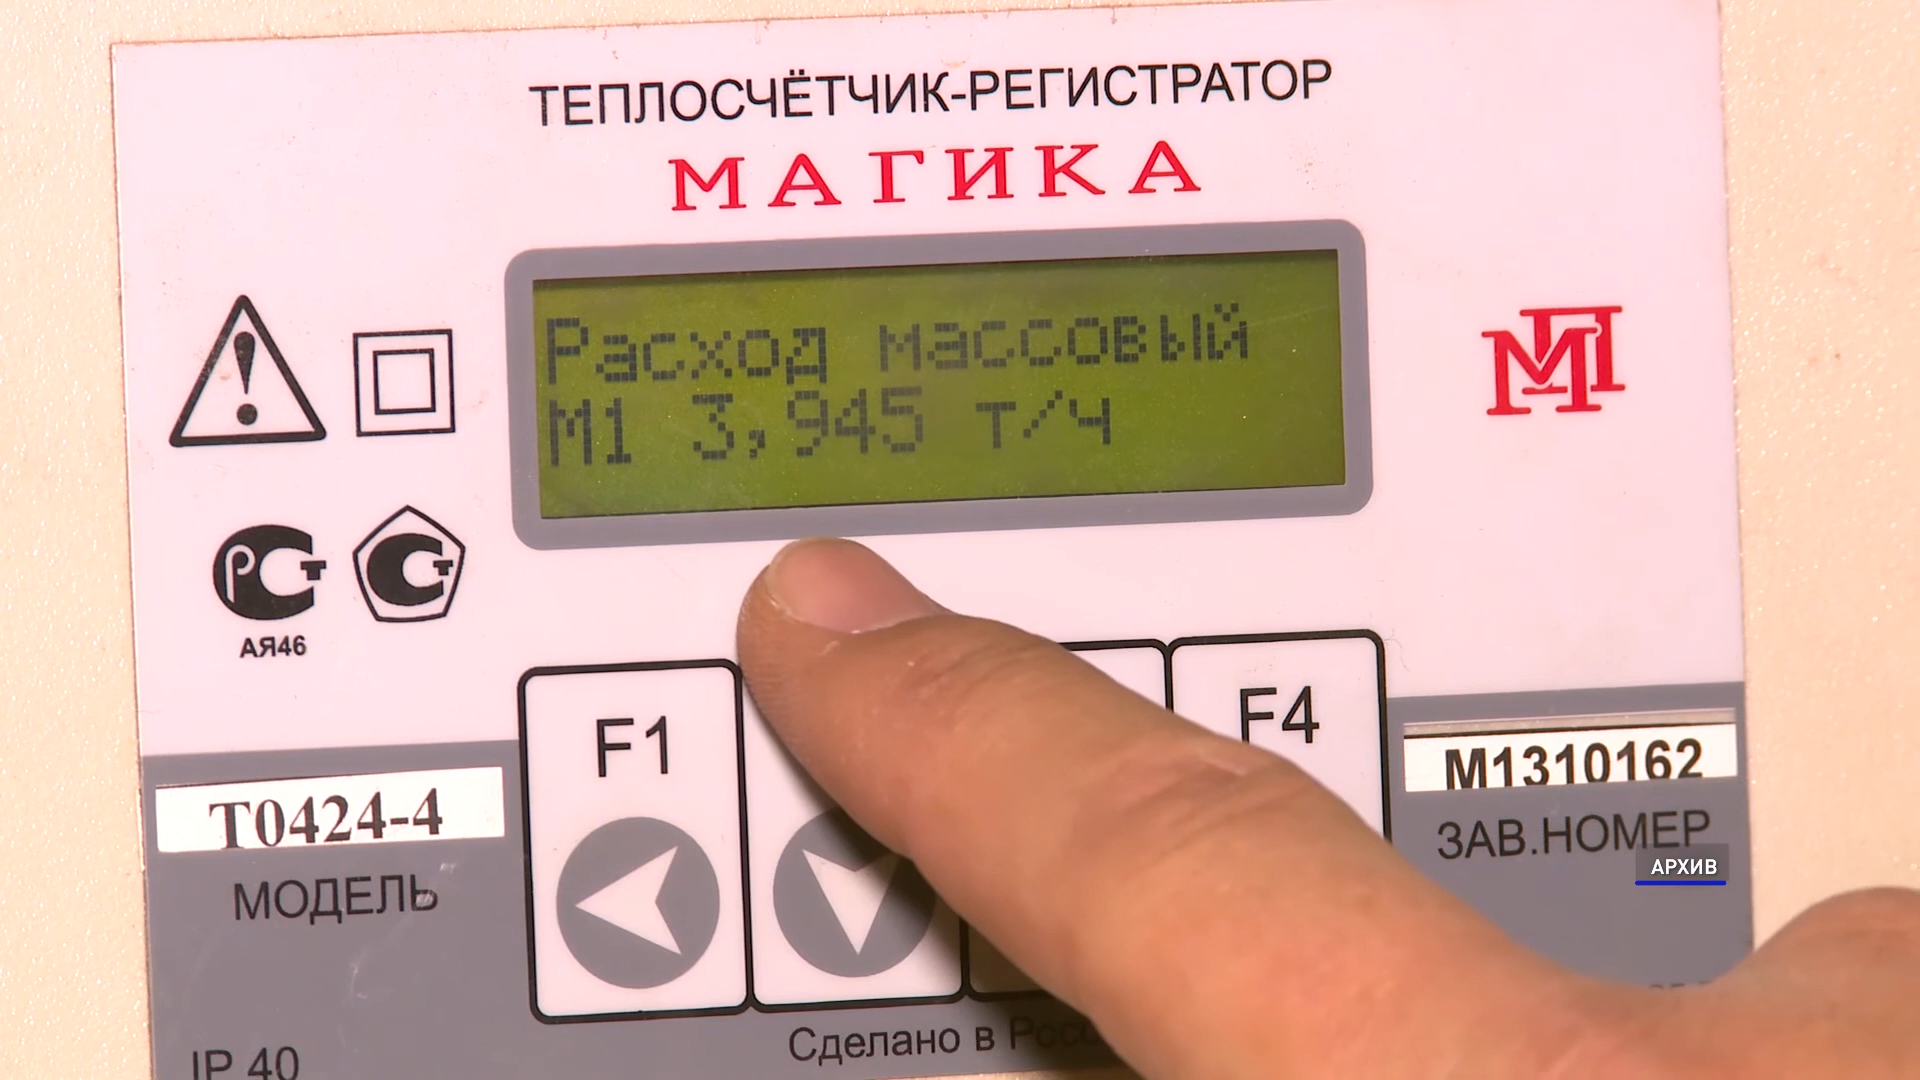 ТЕПЛОСЧЁТЧИК-РЕГИСТРАТОР
МАГИКА
Расход массовый
М1 3,945 т/ч
АЯ46
F1
F4
Т0424-4
МОДЕЛЬ
М1310162
ЗАВ.НОМЕР
АРХИВ
IP 40
Сделано в